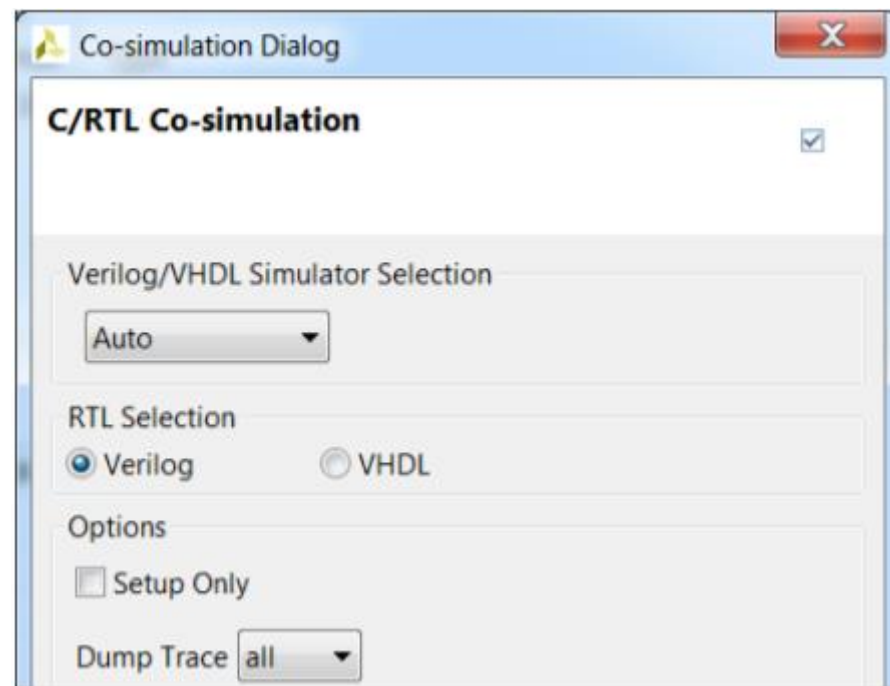 Co-simulation Dialog
C/RTL Co-simulation
Verilog/VHDL Simulator Selection
Auto
RTL Selection
Verilog VHDL
Options
Setup Only
Dump Trace all